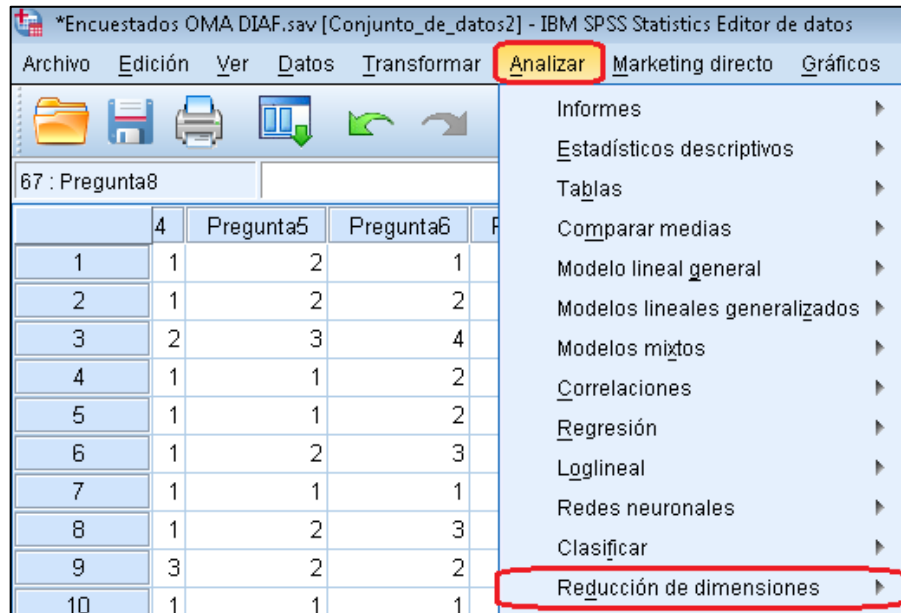 *Encuestados OMA DIAF.sav [Conjunto_de_datos2] - IBM SPSS Statistics Editor de datos
Archivo Edición Ver Datos Transformar Analizar Marketing directo Gráficos
67 : Pregunta8
4 Pregunta5 Pregunta6
1 1 2 1
2 1 2 2
3 2 3 4
4 1 1 2
5 1 1 2
6 1 2 3
7 1 1 1
8 1 2 3
9 3 2 2
10 1 1 1
Informes
Estadísticos descriptivos
Tablas
Comparar medias
Modelo lineal general
Modelos lineales generalizados
Modelos mixtos
Correlaciones
Regresión
Loglineal
Redes neuronales
Clasificar
Reducción de dimensiones